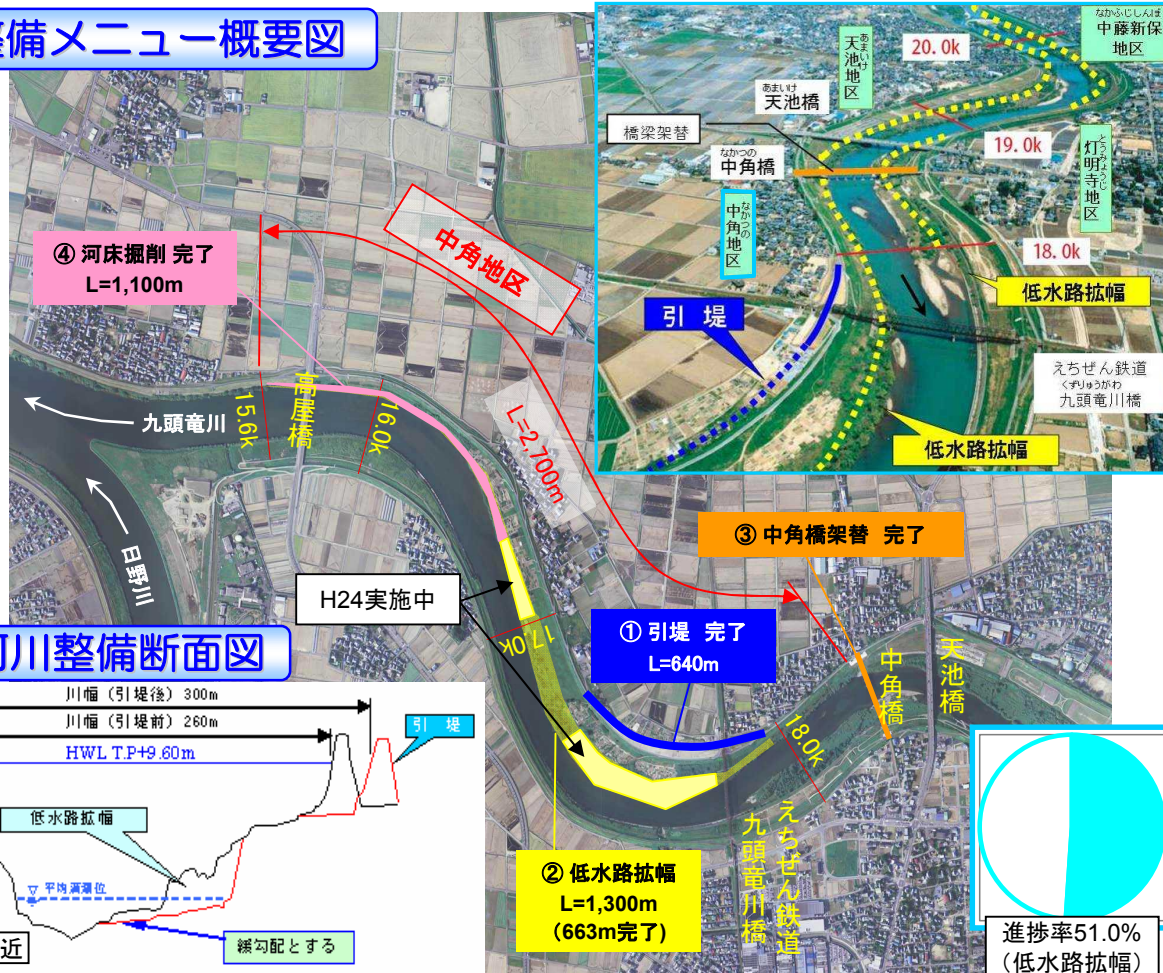 整備メニュー概要図
なかふじしんぼ
中藤新保
地区
20.0k
あまいけ
天池地区
あまいけ
天池橋
橋梁架替
19.0k
なかつの
中角橋
とうみょうじ
灯明寺地区
なかつの
中角地区
18.0k
低水路拡幅
引 堤
えちぜん鉄道
くずりゅうがわ
九頭竜川橋
低水路拡幅
④ 河床掘削 完了
L=1,100m
中角地区
L=2,700m
高屋橋
15.6k
16.0k
九頭竜川
日野川
③ 中角橋架替 完了
H24実施中
17.0k
① 引堤 完了
L=640m
中角橋
天池橋
18.0k
えちぜん鉄道
九頭竜川橋
② 低水路拡幅
L=1,300m
(663m完了)
河川整備断面図
川幅（引堤後）300m
川幅（引堤前）260m
引 堤
HWL T.P+9.60m
低水路拡幅
▽ 平均満潮位
緩勾配とする
近
進捗率51.0%
（低水路拡幅）